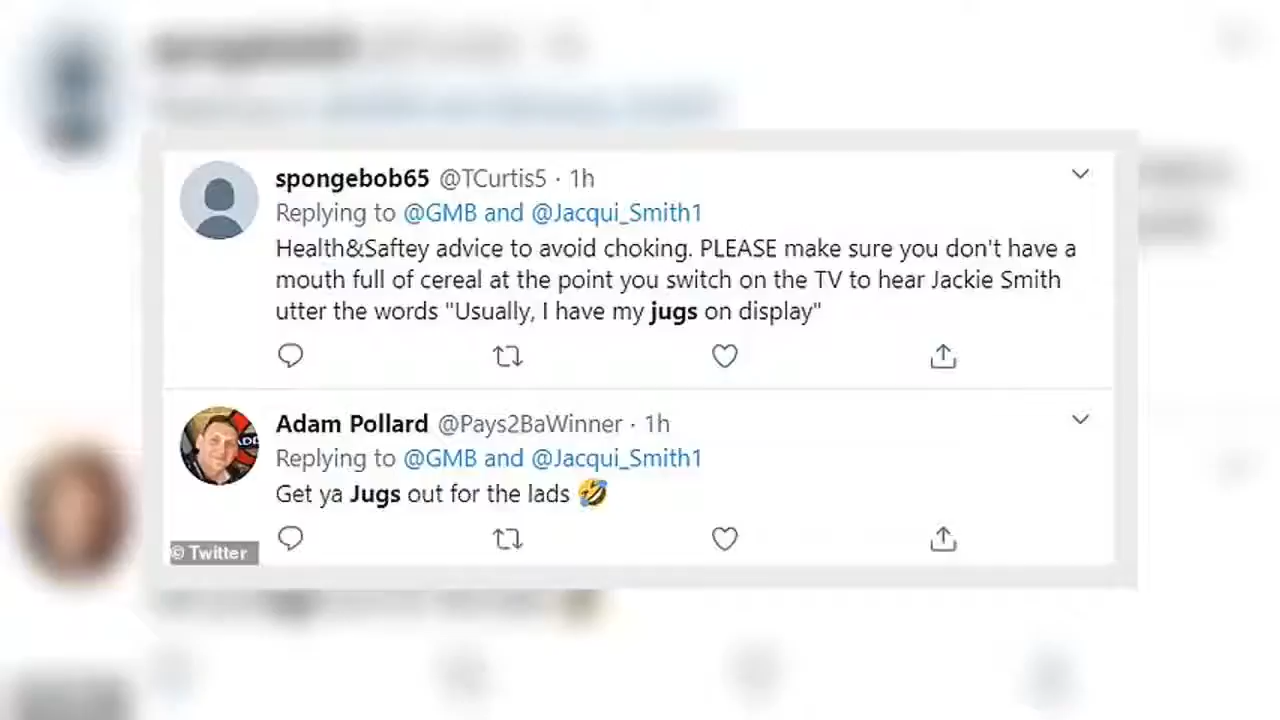 spongebob65 @TCurtis5 · 1h
Replying to @GMB and @Jacqui_Smith1
Health&Saftey advice to avoid choking. PLEASE make sure you don't have a
mouth full of cereal at the point you switch on the TV to hear Jackie Smith
utter the words "Usually, I have my jugs on display"
Adam Pollard @Pays2BaWinner · 1h
Replying to @GMB and @Jacqui_Smith1
Get ya Jugs out for the lads 🤣
© Twitter